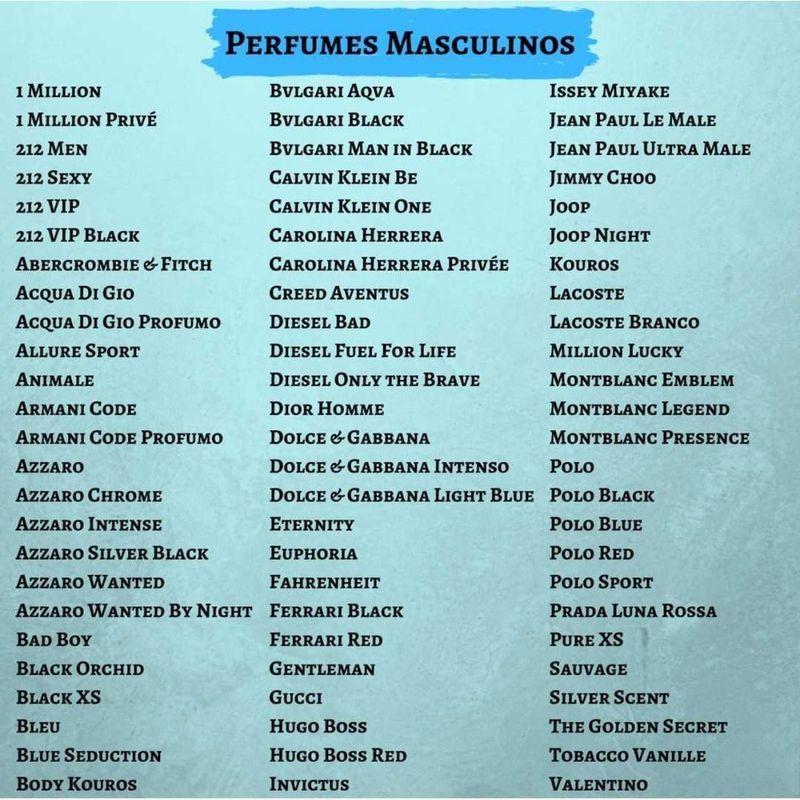 Perfumes Masculinos
1 Million
1 Million Privé
212 Men
212 Sexy
212 VIP
212 VIP Black
Abercrombie & Fitch
Acqua Di Gio
Acqua Di Gio Profumo
Allure Sport
Animale
Armani Code
Armani Code Profumo
Azzaro
Azzaro Chrome
Azzaro Intense
Azzaro Silver Black
Azzaro Wanted
Azzaro Wanted By Night
Bad Boy
Black Orchid
Black XS
Bleu
Blue Seduction
Body Kouros
Bvlgari Aqva
Bvlgari Black
Bvlgari Man in Black
Calvin Klein Be
Calvin Klein One
Carolina Herrera
Carolina Herrera Privée
Creed Aventus
Diesel Bad
Diesel Fuel For Life
Diesel Only the Brave
Dior Homme
Dolce & Gabbana
Dolce & Gabbana Intenso
Dolce & Gabbana Light Blue
Eternity
Euphoria
Fahrenheit
Ferrari Black
Ferrari Red
Gentleman
Gucci
Hugo Boss
Hugo Boss Red
Invictus
Issey Miyake
Jean Paul Le Male
Jean Paul Ultra Male
Jimmy Choo
Joop
Joop Night
Kouros
Lacoste
Lacoste Branco
Million Lucky
Montblanc Emblem
Montblanc Legend
Montblanc Presence
Polo
Polo Black
Polo Blue
Polo Red
Polo Sport
Prada Luna Rossa
Pure XS
Sauvage
Silver Scent
The Golden Secret
Tobacco Vanille
Valentino